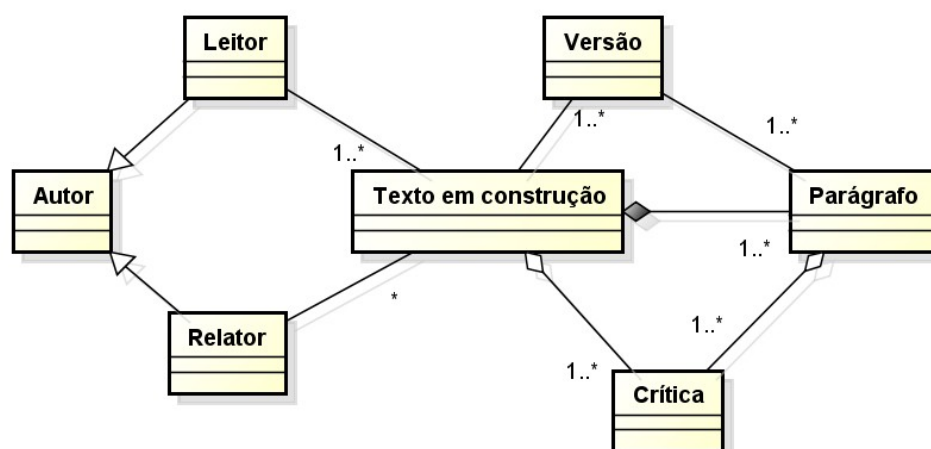 Leitor
Versão
1..*
1..*
1..*
Autor
Texto em construção
Parágrafo
1..*
*
Relator
1..*
1..*
Crítica